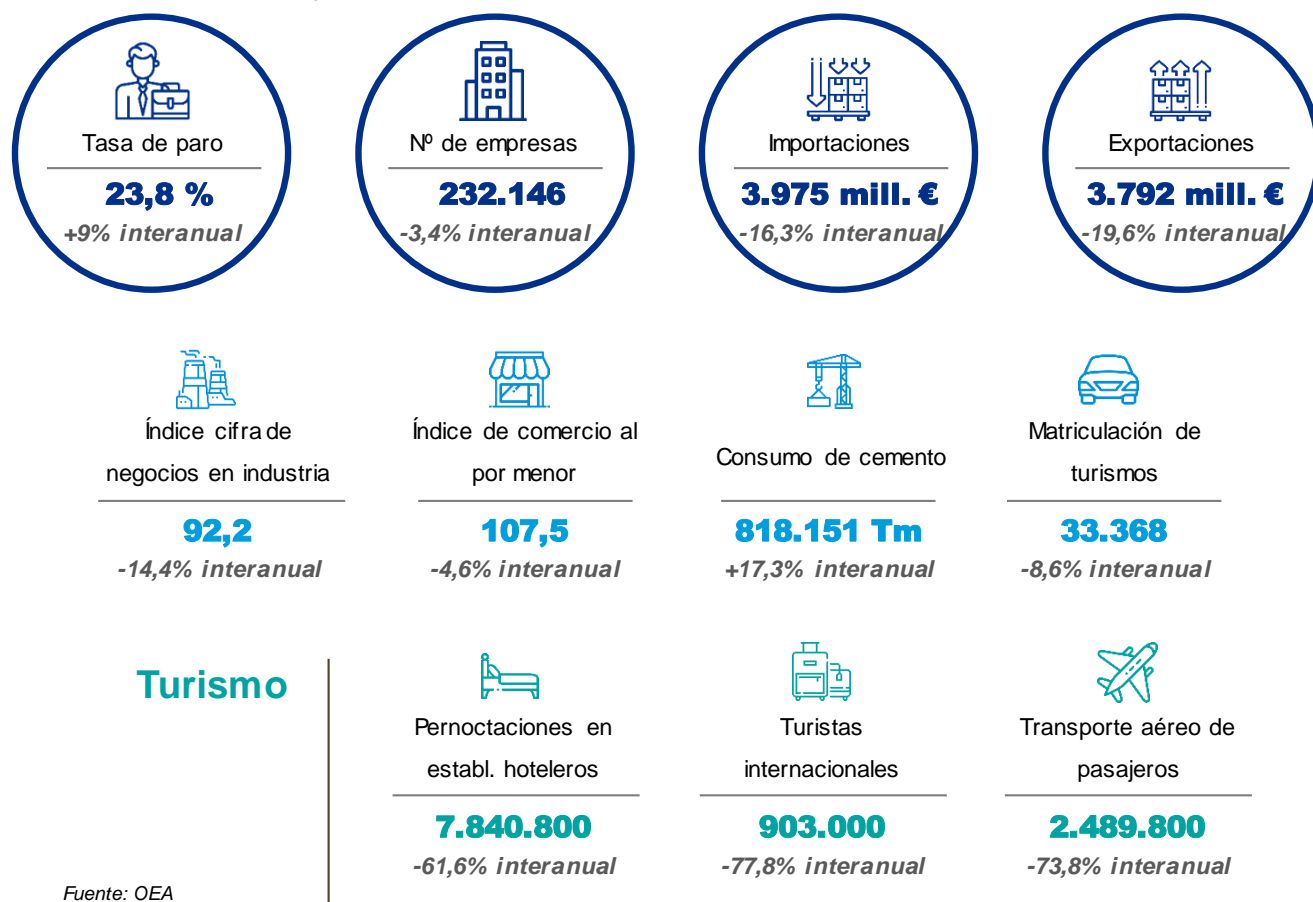 Tasa de paro
23,8 %
+9% interanual
Nº de empresas
232.146
-3,4% interanual
Importaciones
3.975 mill. €
-16,3% interanual
Exportaciones
3.792 mill. €
-19,6% interanual
Índice cifra de
negocios en industria
92,2
-14,4% interanual
Índice de comercio al
por menor
107,5
-4,6% interanual
Consumo de cemento
818.151 Tm
+17,3% interanual
Matriculación de
turismos
33.368
-8,6% interanual
Turismo
Pernoctaciones en
establ. hoteleros
7.840.800
-61,6% interanual
Turistas
internacionales
903.000
-77,8% interanual
Transporte aéreo de
pasajeros
2.489.800
-73,8% interanual
Fuente: OEA